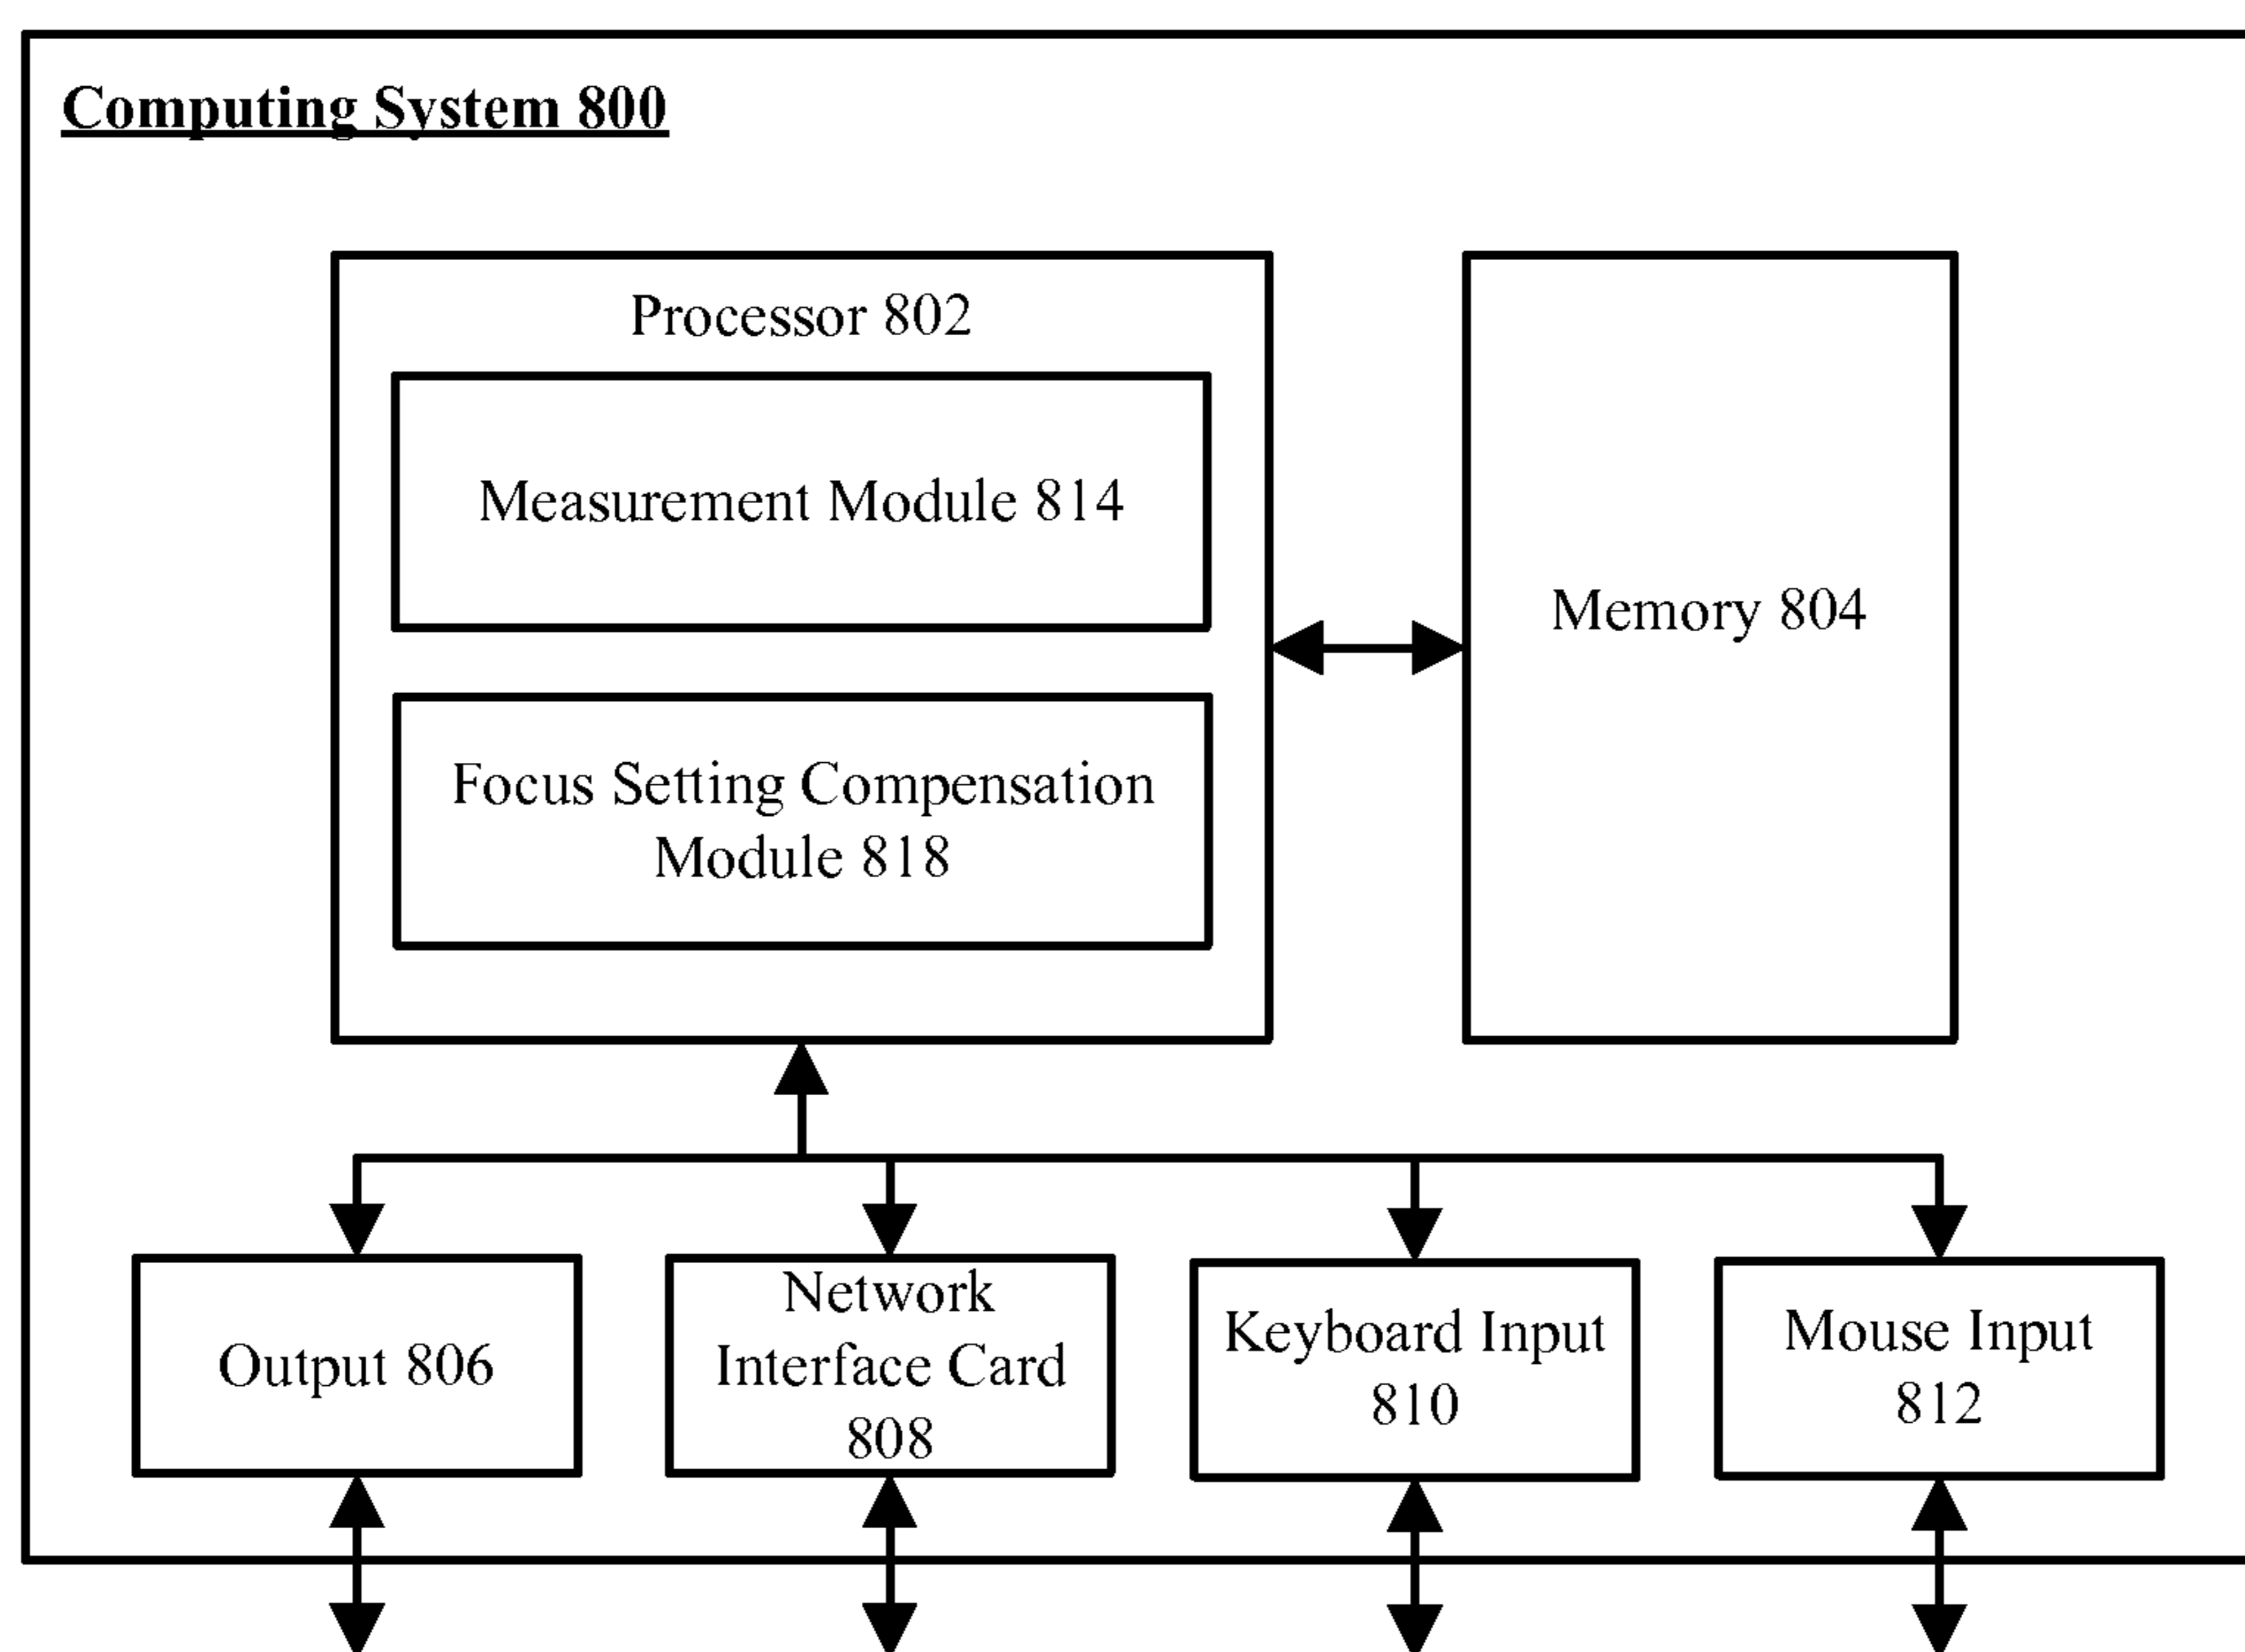 Computing System 800
Processor 802
Measurement Module 814
Focus Setting Compensation
Module 818
Memory 804
Output 806
Network
Interface Card
808
Keyboard Input
810
Mouse Input
812